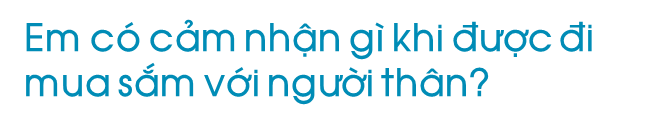 Em có cảm nhận gì khi được đi
mua sắm với người thân?